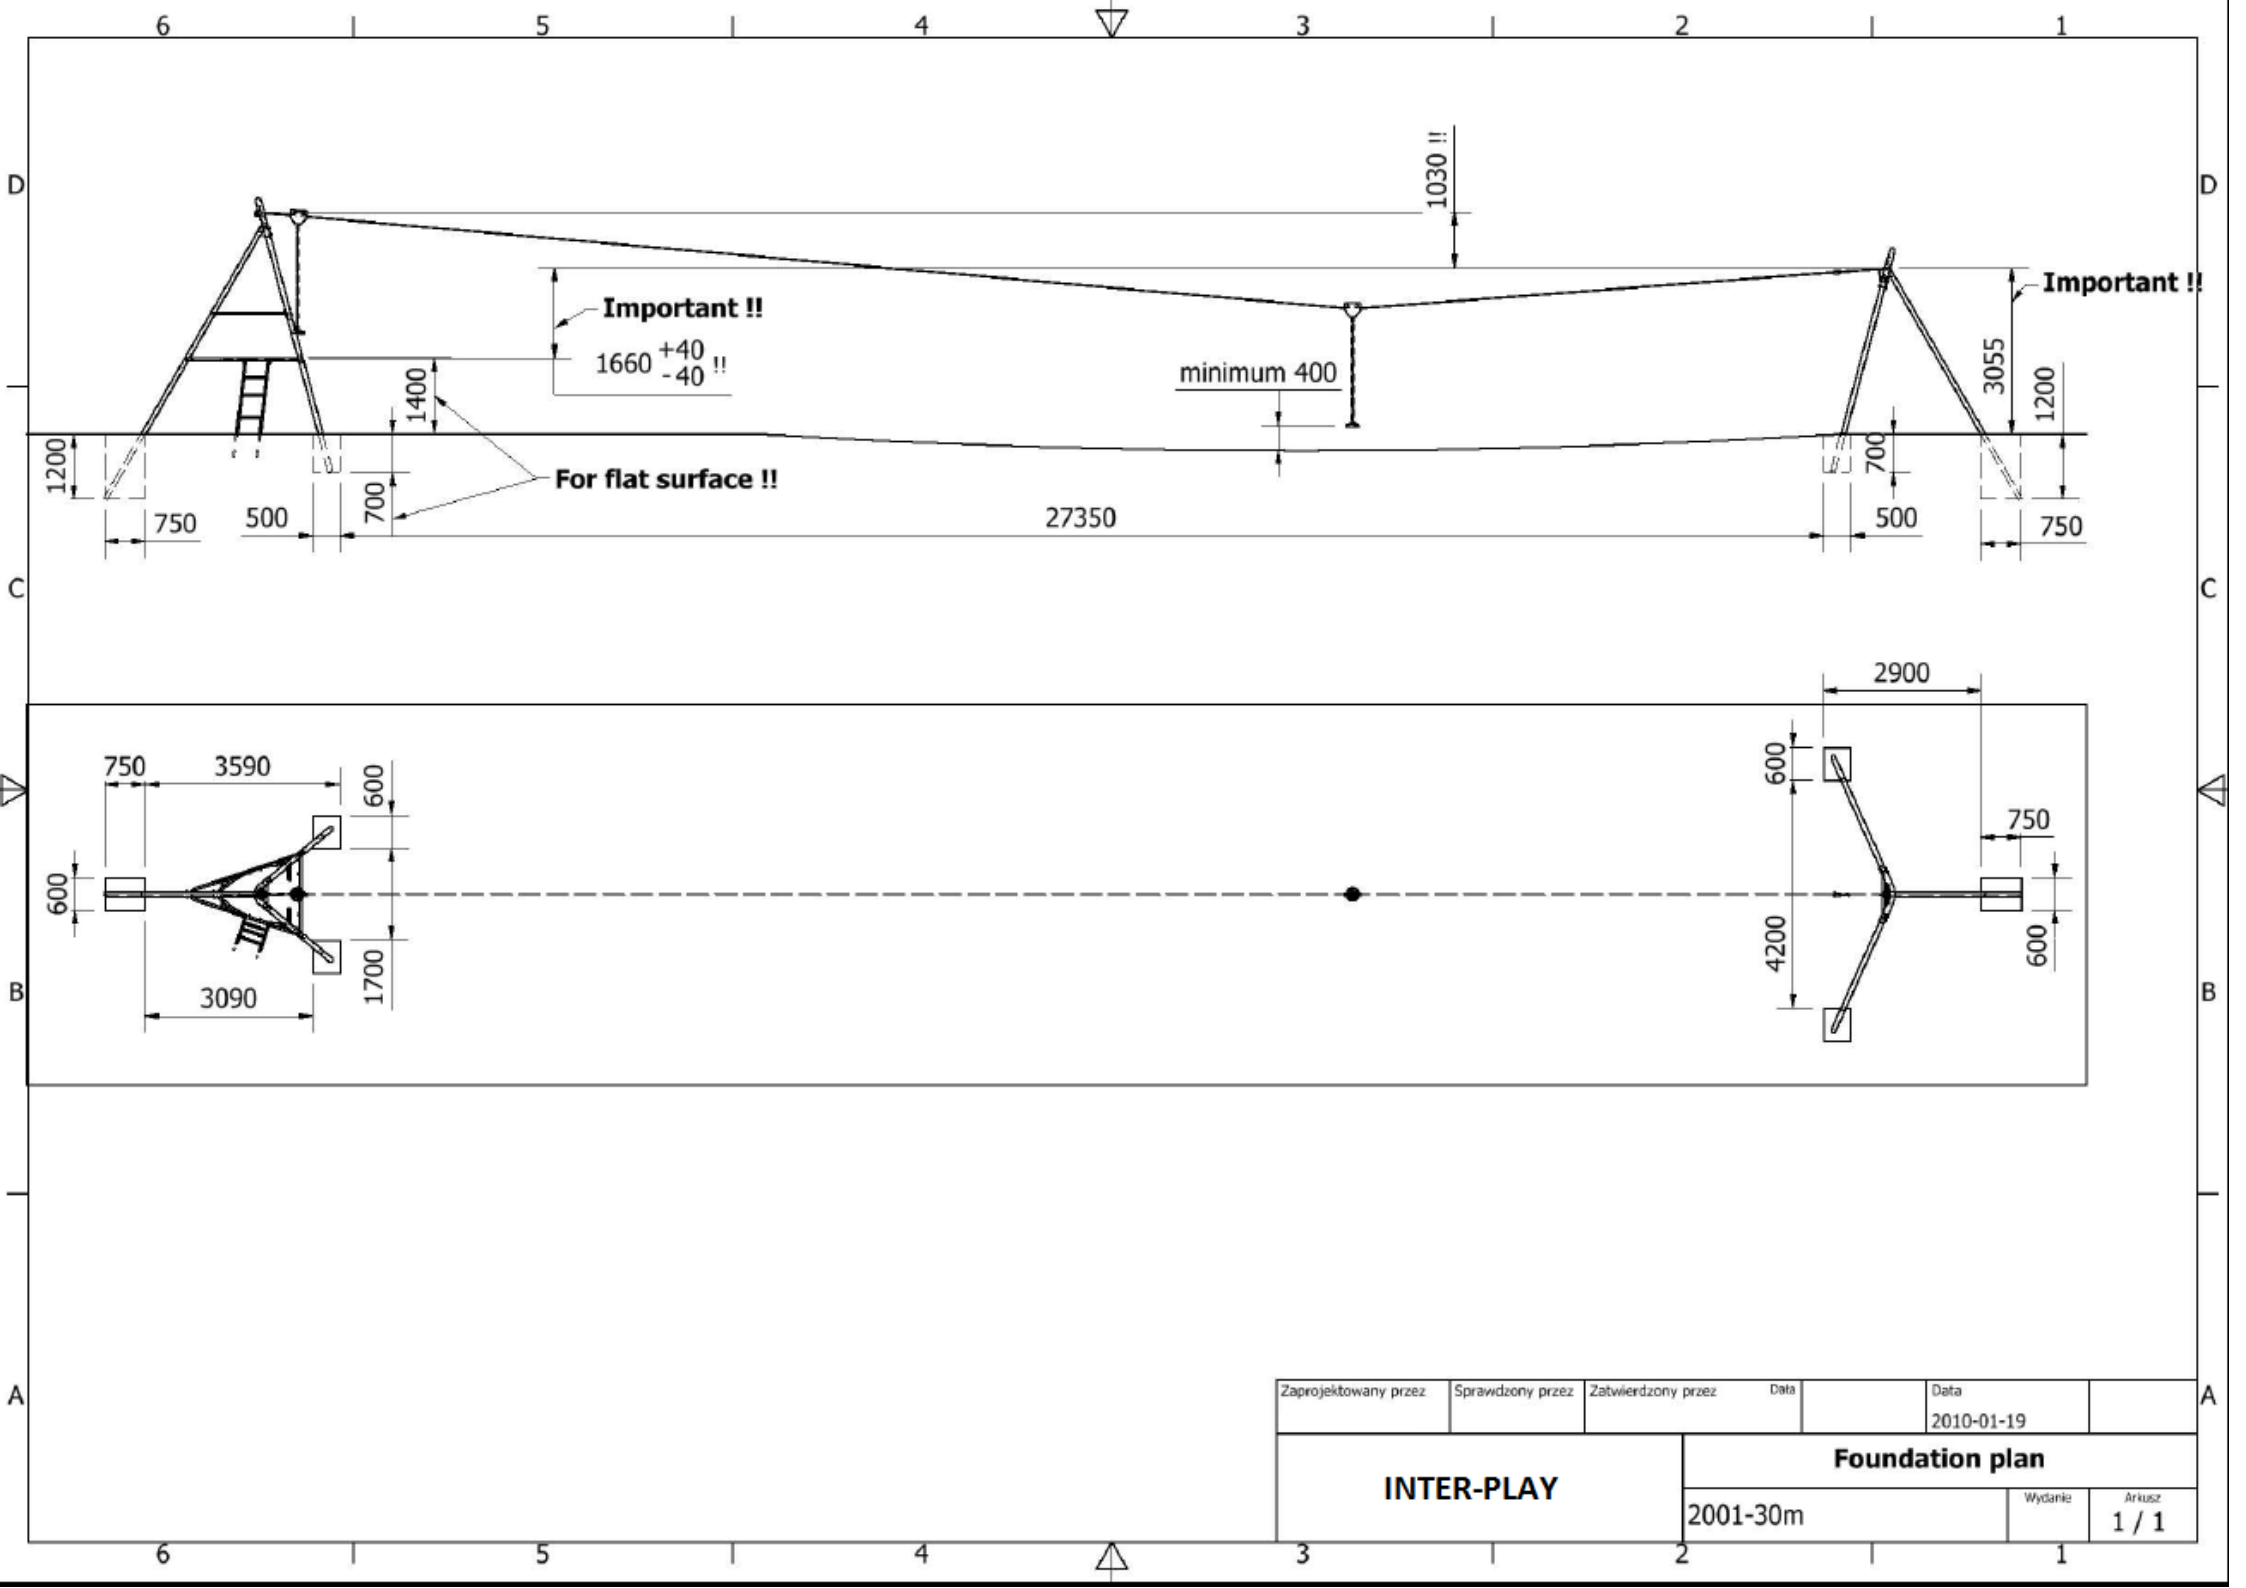 6 5 4 3 2 1
D D
1030 !!
Important !!
1660 +40 -40 !!
Important !!
minimum 400
1400
3055
1200
1200
700
For flat surface !!
700
750 500 27350 500 750
C C
2900
750 3590 600
600
750
600
4200
600
1700
3090
B B
A A
Zaprojektowany przez Sprawdzony przez Zatwierdzony przez Data Data
2010-01-19
Foundation plan
INTER-PLAY
2001-30m
Wydanie Arkusz
1 / 1
6 5 4 3 2 1